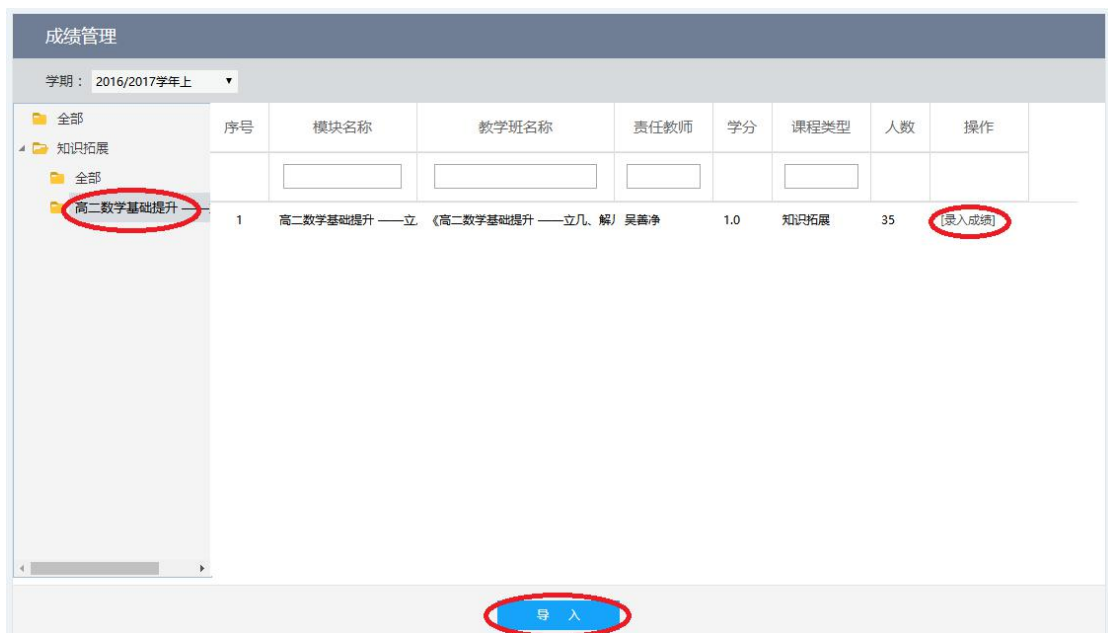 成绩管理
学期： 2016/2017学年上
全部
知识拓展
全部
高二数学基础提升 ——
序号 模块名称 教学班名称 责任教师 学分 课程类型 人数 操作
1 高二数学基础提升 ——立. 《高二数学基础提升 ——立几、解 吴善净 1.0 知识拓展 35 [录入成绩]
导 入